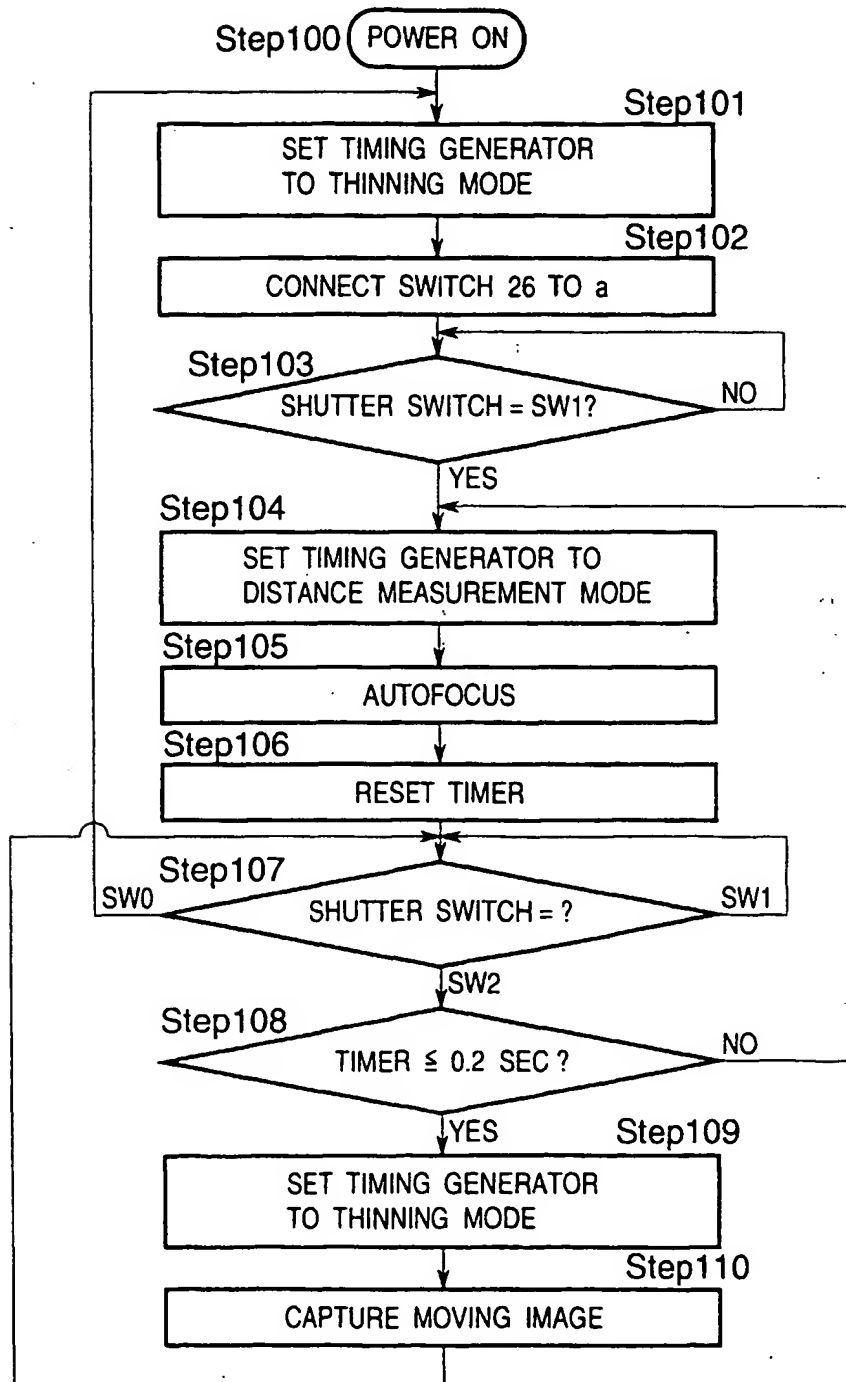 Step100 POWER ON
Step101
SET TIMING GENERATOR
TO THINNING MODE
Step102
CONNECT SWITCH 26 TO a
Step103
SHUTTER SWITCH = SW1?
NO
YES
Step104
SET TIMING GENERATOR TO
DISTANCE MEASUREMENT MODE
Step105
AUTOFOCUS
Step106
RESET TIMER
Step107
SW0
SHUTTER SWITCH = ?
SW1
SW2
Step108
TIMER ≦ 0.2 SEC ?
NO
YES
Step109
SET TIMING GENERATOR
TO THINNING MODE
Step110
CAPTURE MOVING IMAGE